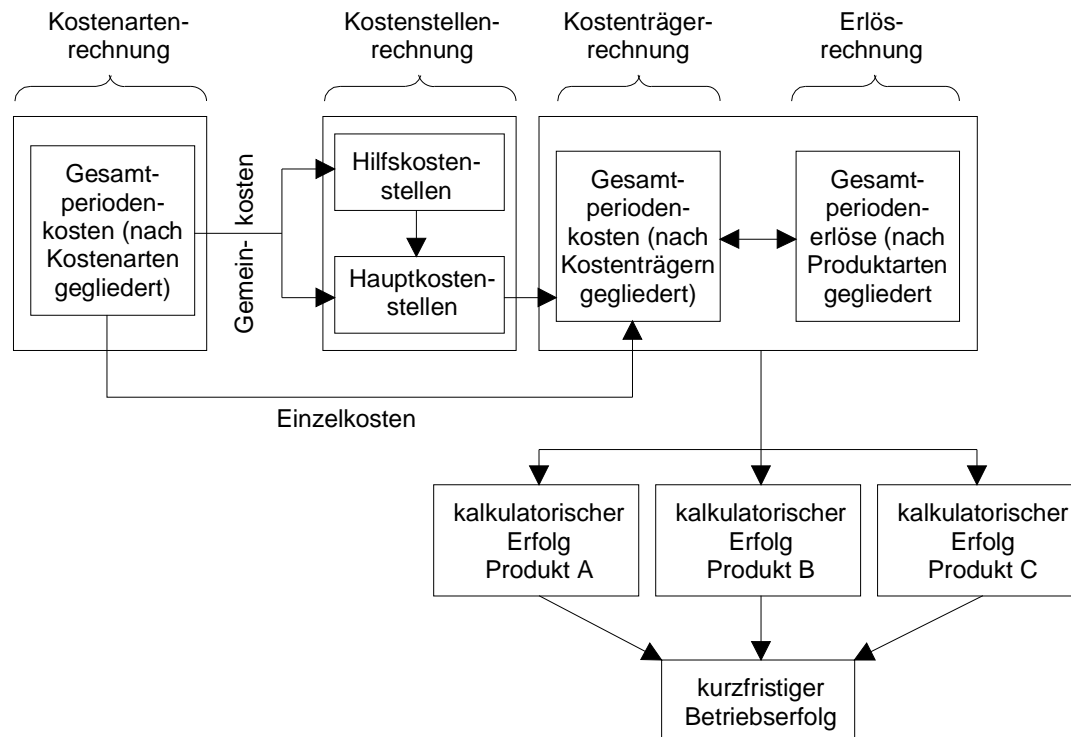 Kostenarten-
rechnung
Kostenstellen-
rechnung
Kostenträger-
rechnung
Erlös-
rechnung
Gesamt-
perioden-
kosten (nach
Kostenarten
gegliedert)
Gemein- kosten
Hilfskosten-
stellen
Hauptkosten-
stellen
Gesamt-
perioden-
kosten (nach
Kostenträgern
gegliedert)
Gesamt-
perioden-
erlöse (nach
Produktarten
gegliedert
Einzelkosten
kalkulatorischer
Erfolg
Produkt A
kalkulatorischer
Erfolg
Produkt B
kalkulatorischer
Erfolg
Produkt C
kurzfristiger
Betriebserfolg